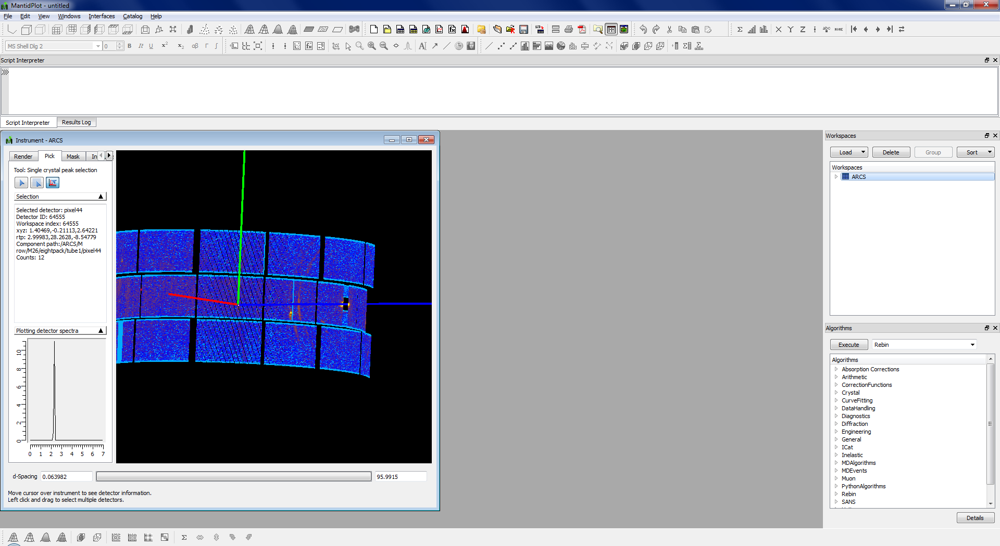 MantidPlot - untitled
File Edit View Windows Interfaces Catalog Help
MS Shell Dlg 2 0 B It U x² x₂ αβ Γ ∫
Script Interpreter
>>>
Script Interpreter Results Log
Instrument - ARCS
Render Pick Mask In
Tool: Single crystal peak selection
Selection
Selected detector: pixel44
Detector ID: 64555
Workspace index: 64555
xyz: 1.40469,-0.21113,2.64221
rtp: 2.99983,28.2628,-8.54779
Component path:/ARCS/M
row/M26/eightpack/tube1/pixel44
Counts: 12
Plotting detector spectra
10
8
6
4
2
0
0 1 2 3 4 5 6 7
d-Spacing 0.063982 95.9915
Move cursor over instrument to see detector information.
Left click and drag to select multiple detectors.
Workspaces
Load Delete Group Sort
Workspaces
ARCS
Algorithms
Execute Rebin
Algorithms
Absorption Corrections
Arithmetic
CorrectionFunctions
Crystal
CurveFitting
DataHandling
Diagnostics
Diffraction
Engineering
General
ICat
Inelastic
MDAlgorithms
MDEvents
Muon
PythonAlgorithms
Rebin
SANS
Details